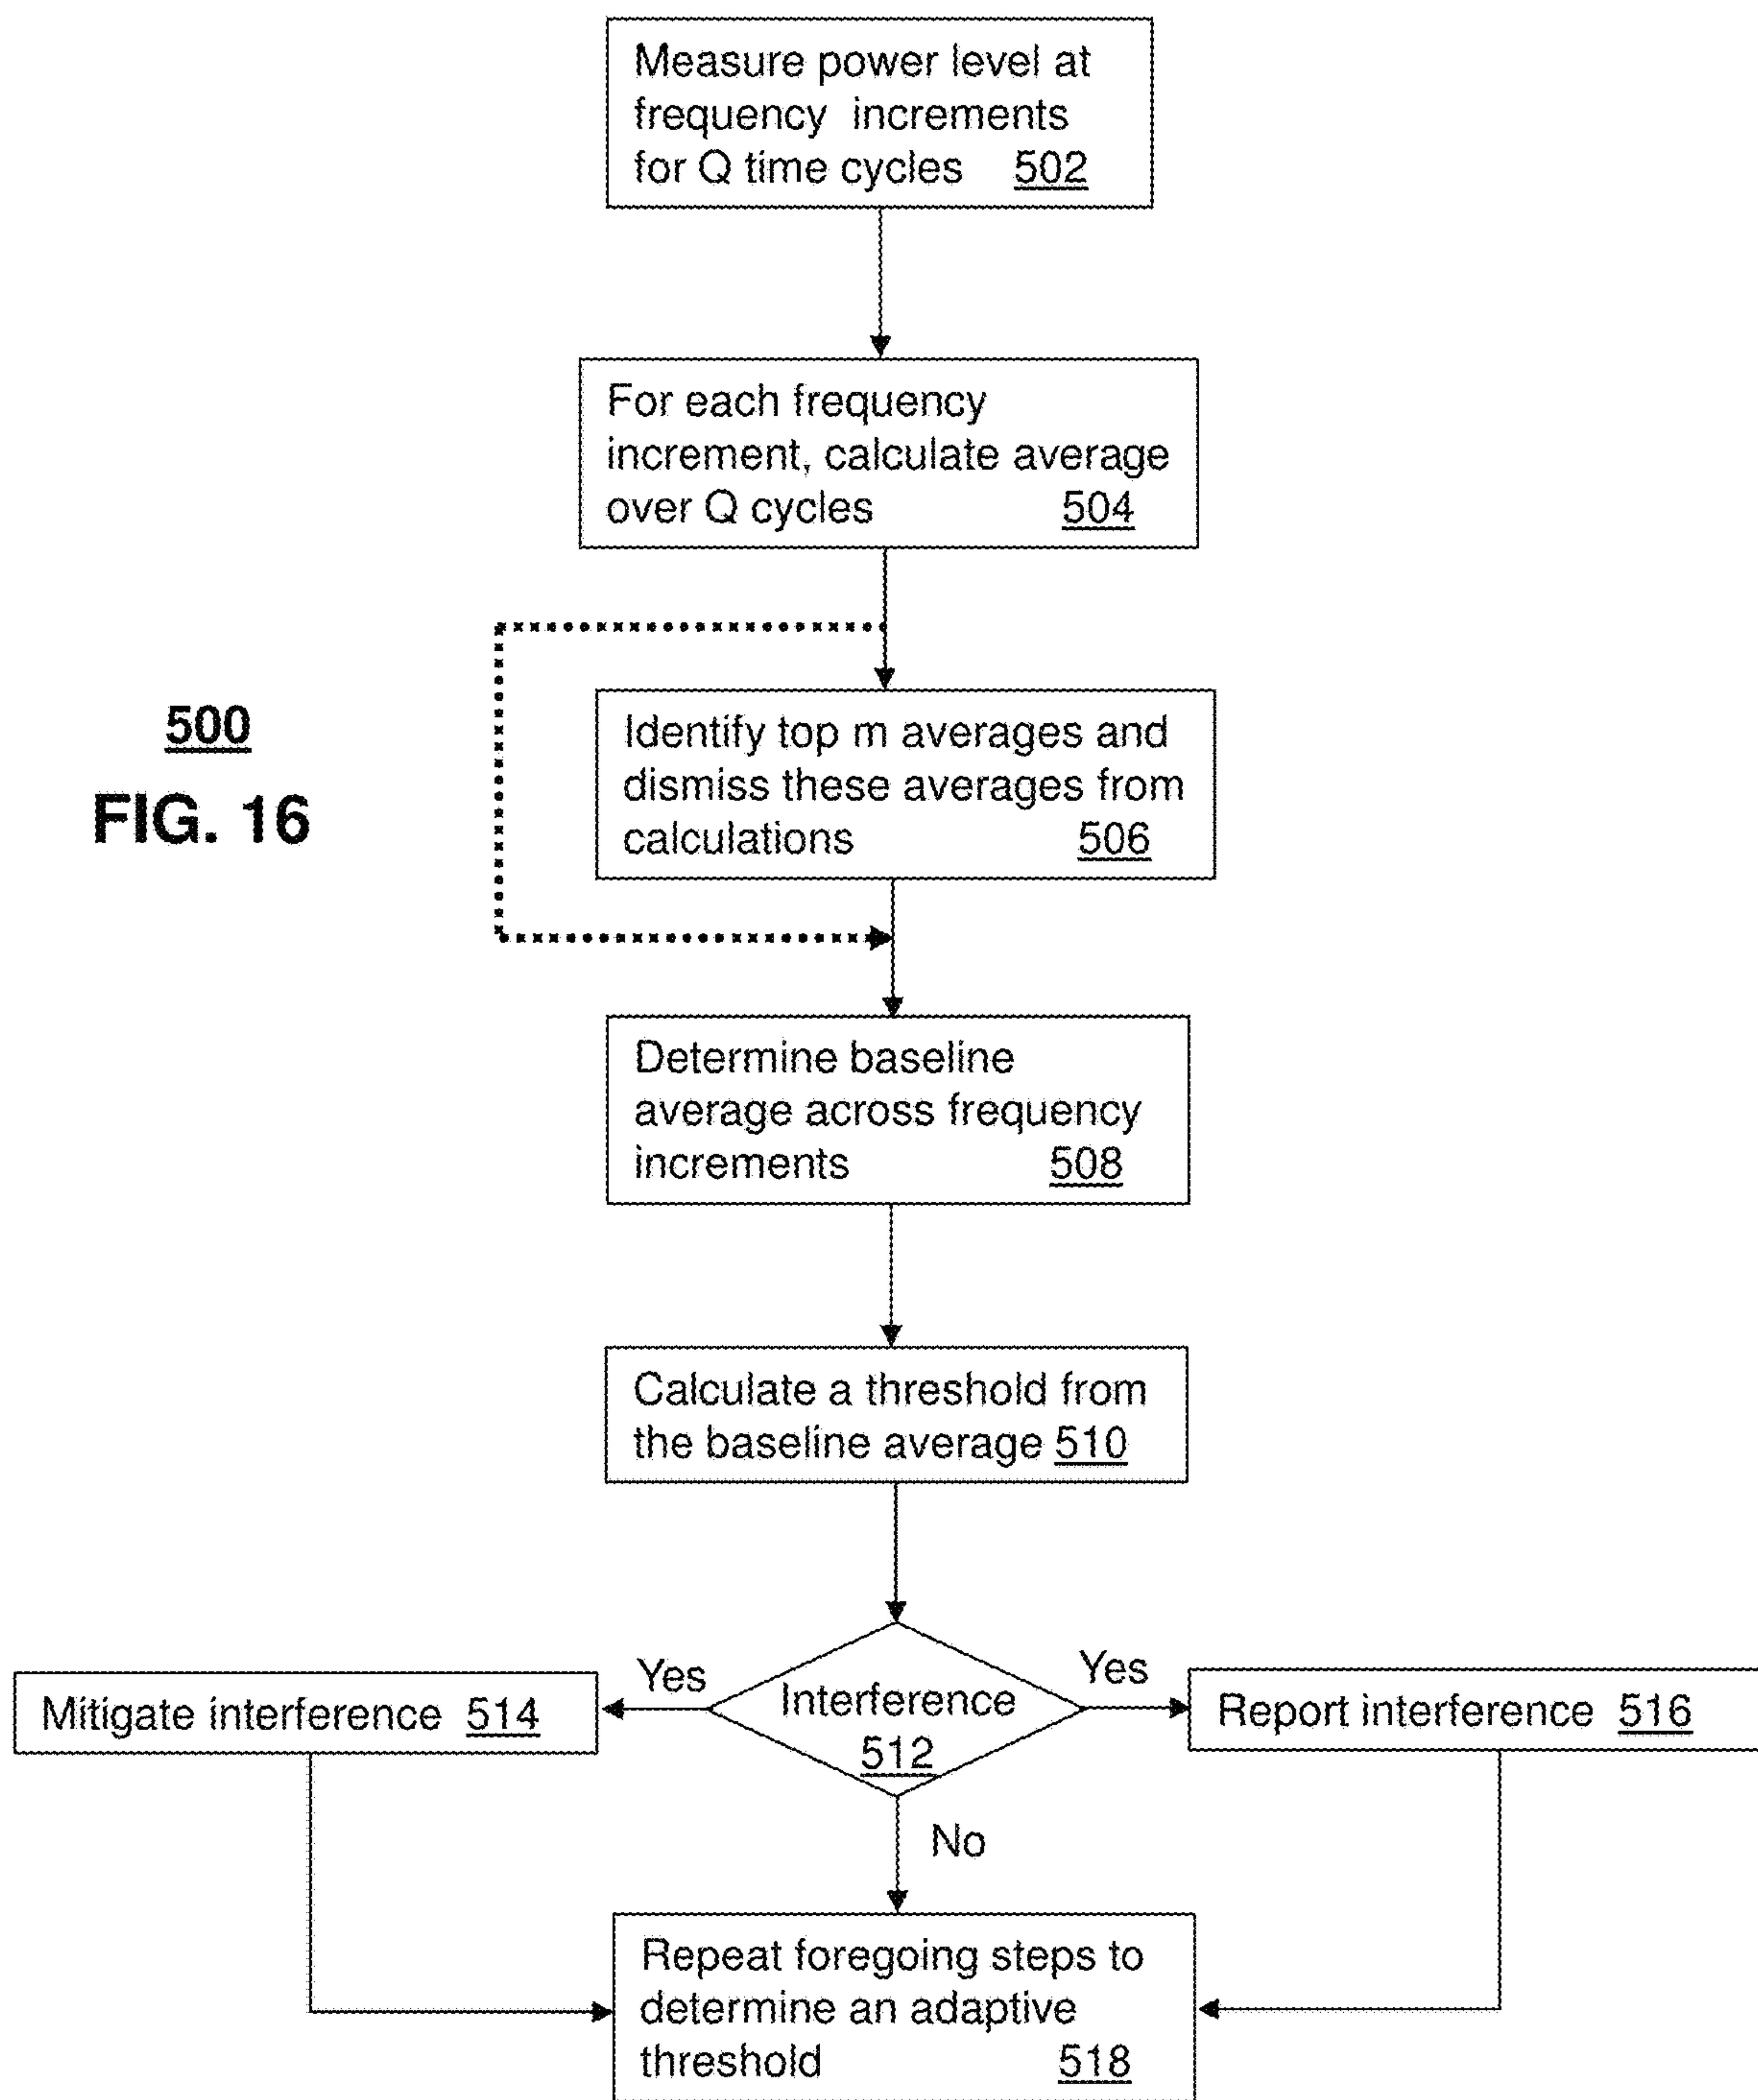 Measure power level at
frequency increments
for Q time cycles 502
For each frequency
increment, calculate average
over Q cycles 504
500
FIG. 16
Identify top m averages and
dismiss these averages from
calculations 506
Determine baseline
average across frequency
increments 508
Calculate a threshold from
the baseline average 510
Yes
Yes
Mitigate interference 514
Interference
512
Report interference 516
No
Repeat foregoing steps to
determine an adaptive
threshold 518